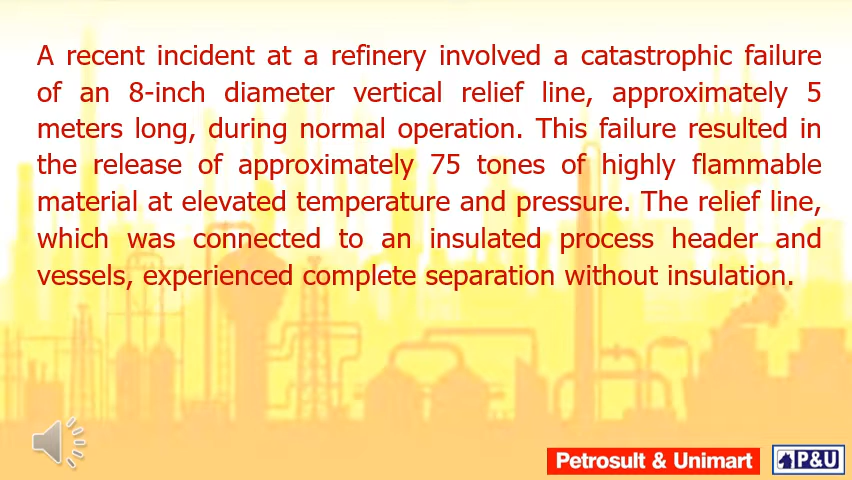 A recent incident at a refinery involved a catastrophic failure
of an 8-inch diameter vertical relief line, approximately 5
meters long, during normal operation. This failure resulted in
the release of approximately 75 tones of highly flammable
material at elevated temperature and pressure. The relief line,
which was connected to an insulated process header and
vessels, experienced complete separation without insulation.
Petrosult & Unimart
P&U